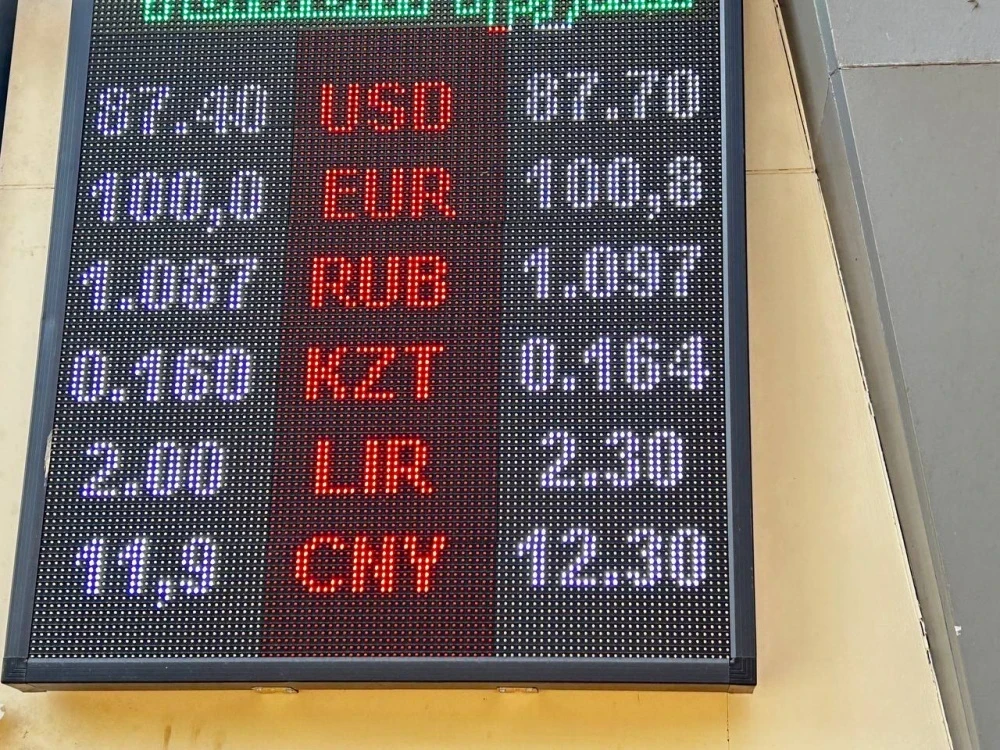 87.40 USD 87.70
100,0 EUR 100,8
1.087 RUB 1.097
0.160 KZT 0.164
2.00 LIR 2.30
11,9 CNY 12.30